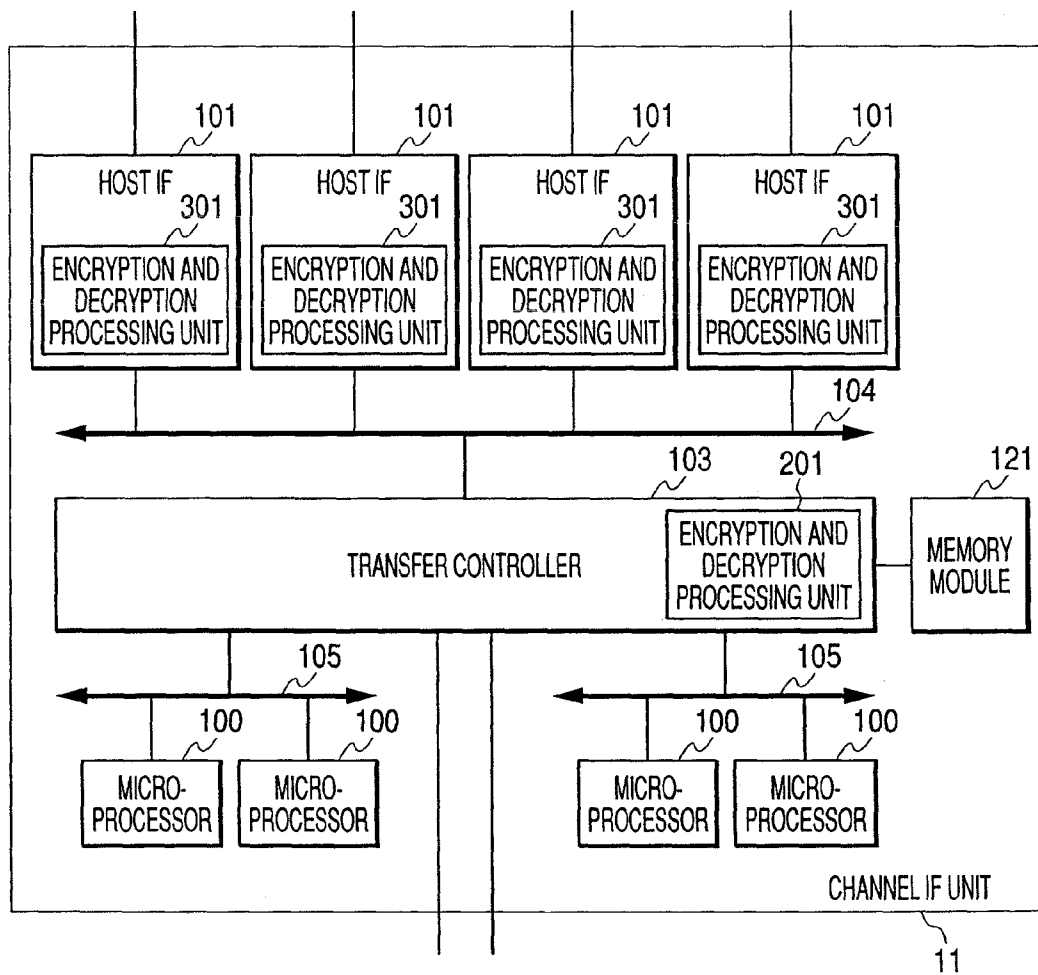 101
101
101
101
HOST IF
HOST IF
HOST IF
HOST IF
301
301
301
301
ENCRYPTION AND
DECRYPTION
PROCESSING UNIT
ENCRYPTION AND
DECRYPTION
PROCESSING UNIT
ENCRYPTION AND
DECRYPTION
PROCESSING UNIT
ENCRYPTION AND
DECRYPTION
PROCESSING UNIT
104
103
201
121
TRANSFER CONTROLLER
ENCRYPTION AND
DECRYPTION
PROCESSING UNIT
MEMORY
MODULE
105
105
100
100
100
100
MICRO-
PROCESSOR
MICRO-
PROCESSOR
MICRO-
PROCESSOR
MICRO-
PROCESSOR
CHANNEL IF UNIT
11